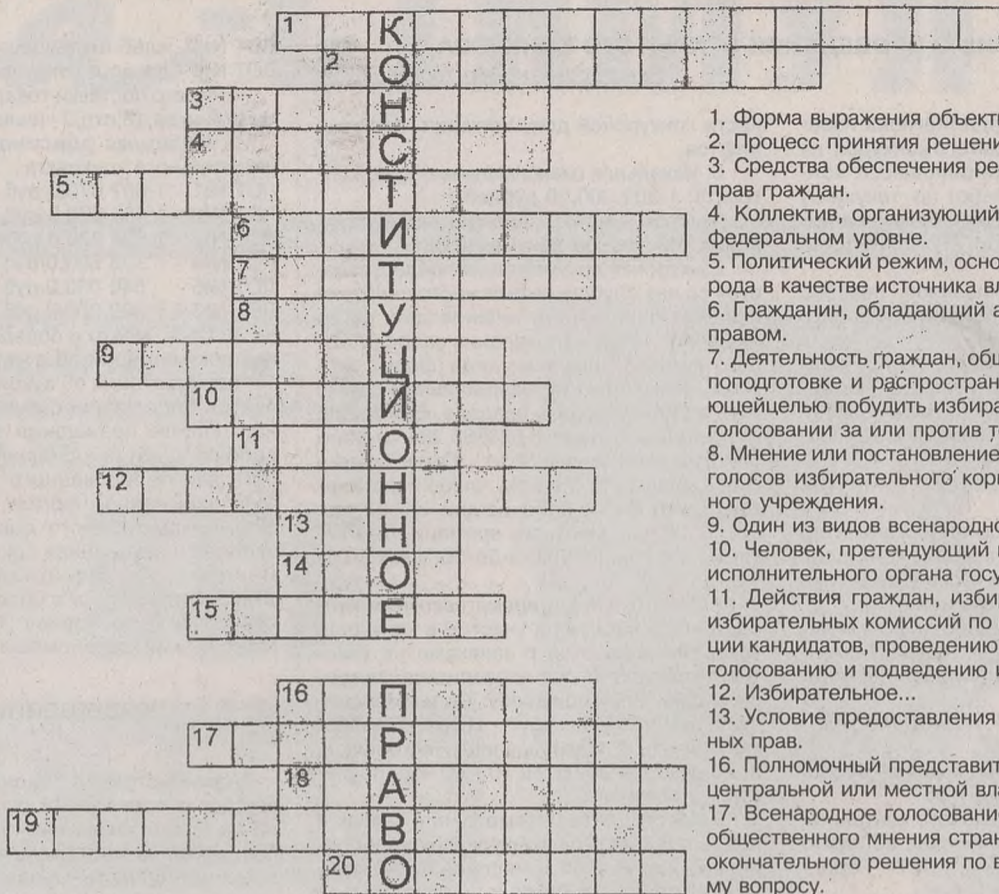 1 К
2 О
3 Н
4 С
5 Т
6 И
7 Т
8 У
9 Ц
10 И
11 О
12 Н
13 Н
14 О
15 Е
16 П
17 Р
18 А
19 В
20 О
1. Форма выражения объекти
2. Процесс принятия решени
3. Средство обеспечения реа
прав граждан.
4. Коллектив, организующий
федеральном уровне.
5. Политический режим, осно
рода в качестве источника вл
6. Гражданин, обладающий а
правом.
7. Деятельность граждан, общ
поподготовке и распростран
ющейцелью побудить избира
голосовании за или против т
8. Мнение или постановление
голосов избирательного корп
ного учреждения.
9. Один из видов всенародно
10. Человек, претендующий н
исполнительного органа госу
11. Действия граждан, изби
избирательных комиссий по
ции кандидатов, проведению
голосованию и подведению и
12. Избирательное...
13. Условие предоставления
ных прав.
16. Полномочный представит
центральной или местной вла
17. Всенародное голосование
общественного мнения стран
окончательного решения по в
му вопросу.